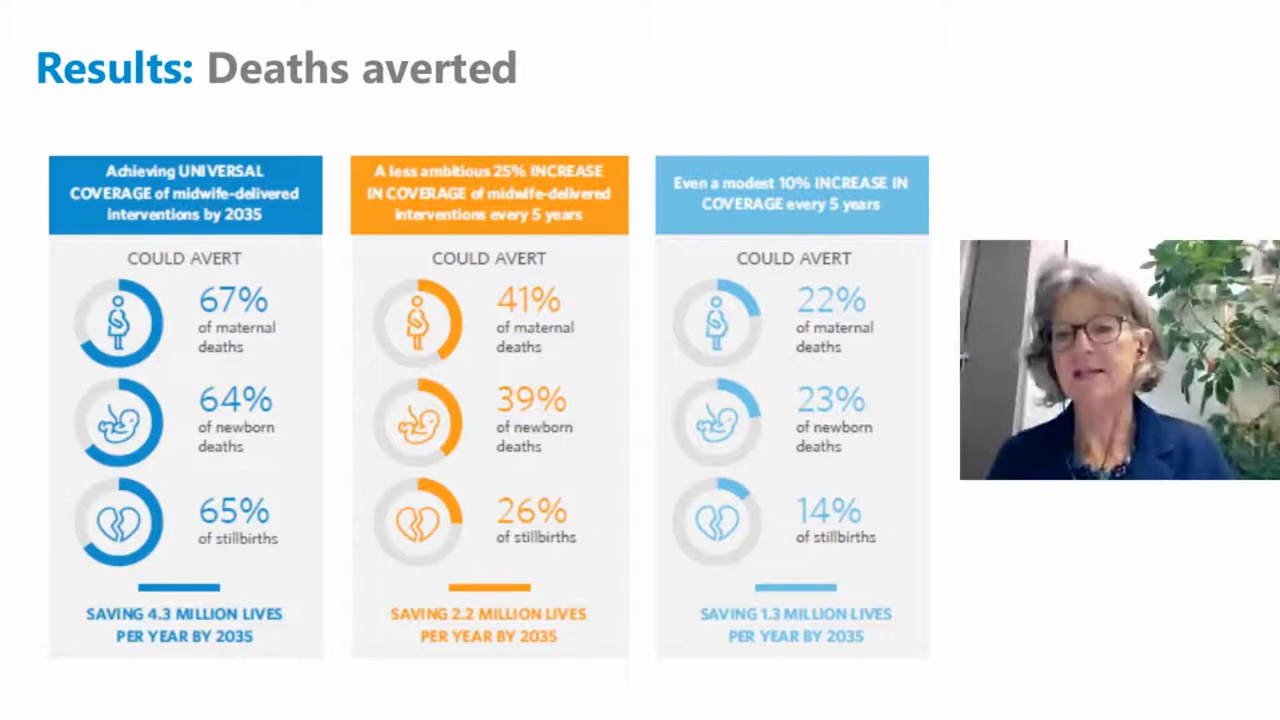 Results: Deaths averted
Achieving UNIVERSAL
COVERAGE of midwife-delivered
interventions by 2035
COULD AVERT
67%
of maternal
deaths
64%
of newborn
deaths
65%
of stillbirths
SAVING 4.3 MILLION LIVES
PER YEAR BY 2035
A less ambitious 25% INCREASE
IN COVERAGE of midwife-delivered
interventions every 5 years
COULD AVERT
41%
of maternal
deaths
39%
of newborn
deaths
26%
of stillbirths
SAVING 2.2 MILLION LIVES
PER YEAR BY 2035
Even a modest 10% INCREASE IN
COVERAGE every 5 years
COULD AVERT
22%
of maternal
deaths
23%
of newborn
deaths
14%
of stillbirths
SAVING 1.3 MILLION LIVES
PER YEAR BY 2035